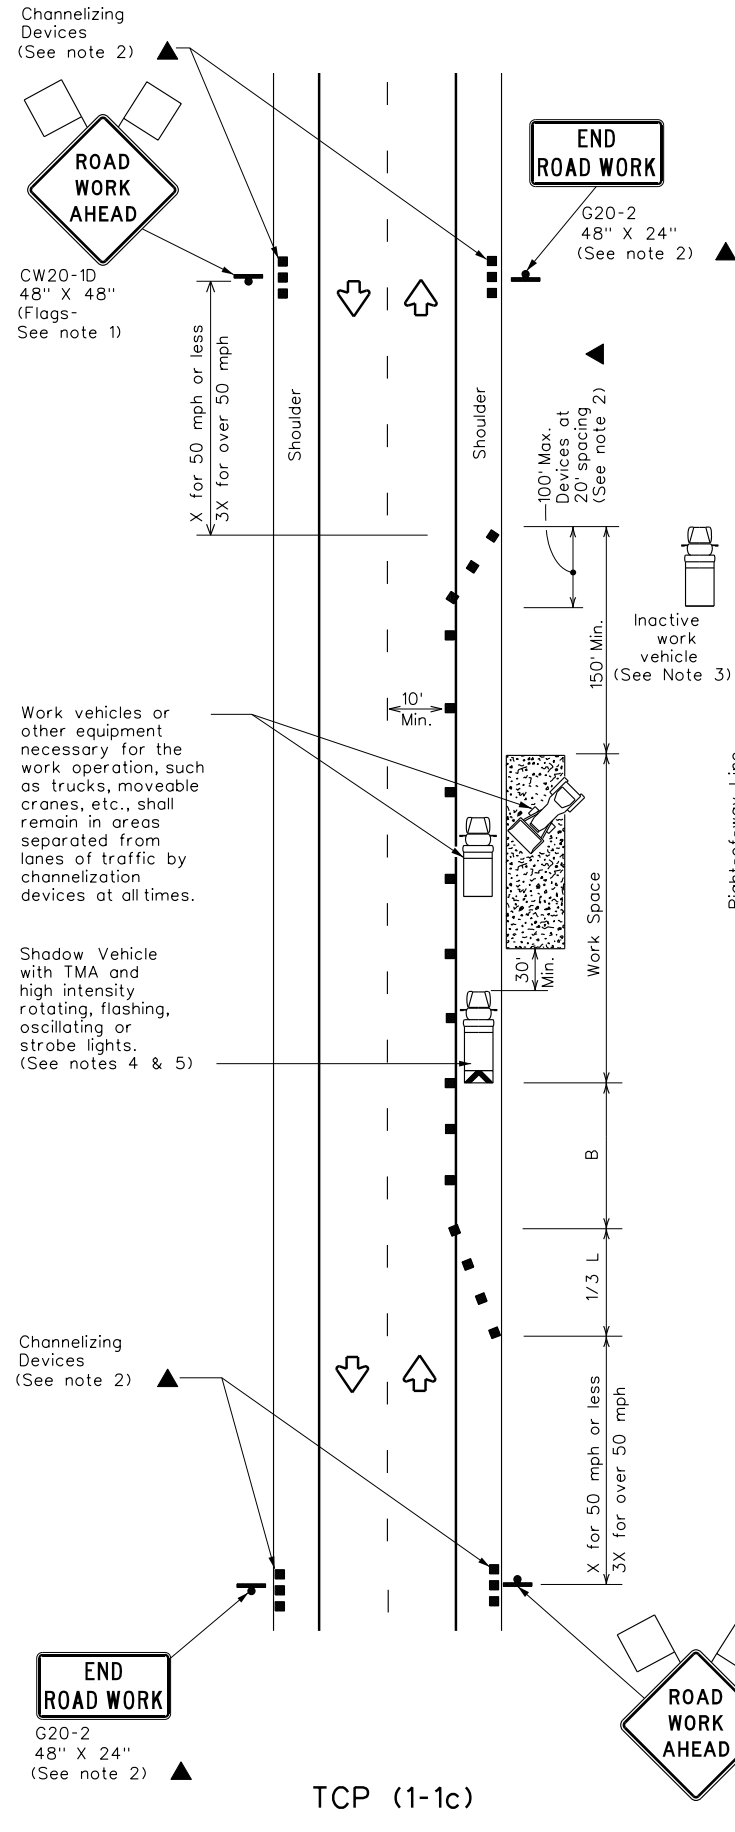 Channelizing
Devices
(See note 2)
ROAD
WORK
AHEAD
CW20-1D
48" X 48"
(Flags-
See note 1)
END
ROAD WORK
G20-2
48" X 24"
(See note 2)
X for 50 mph or less
3X for over 50 mph
Shoulder
Shoulder
100' Max.
Devices at
20' spacing
(See note 2)
150' Min.
Inactive
work
vehicle
(See Note 3)
10'
Min.
Work vehicles or
other equipment
necessary for the
work operation, such
as trucks, moveable
cranes, etc., shall
remain in areas
separated from
lanes of traffic by
channelization
devices at all times.
Right-of-way Line
Work Space
30'
Min.
Shadow Vehicle
with TMA and
high intensity
rotating, flashing,
oscillating or
strobe lights.
(See notes 4 & 5)
B
1/3 L
Channelizing
Devices
(See note 2)
X for 50 mph or less
3X for over 50 mph
END
ROAD WORK
G20-2
48" X 24"
(See note 2)
ROAD
WORK
AHEAD
TCP (1-1c)